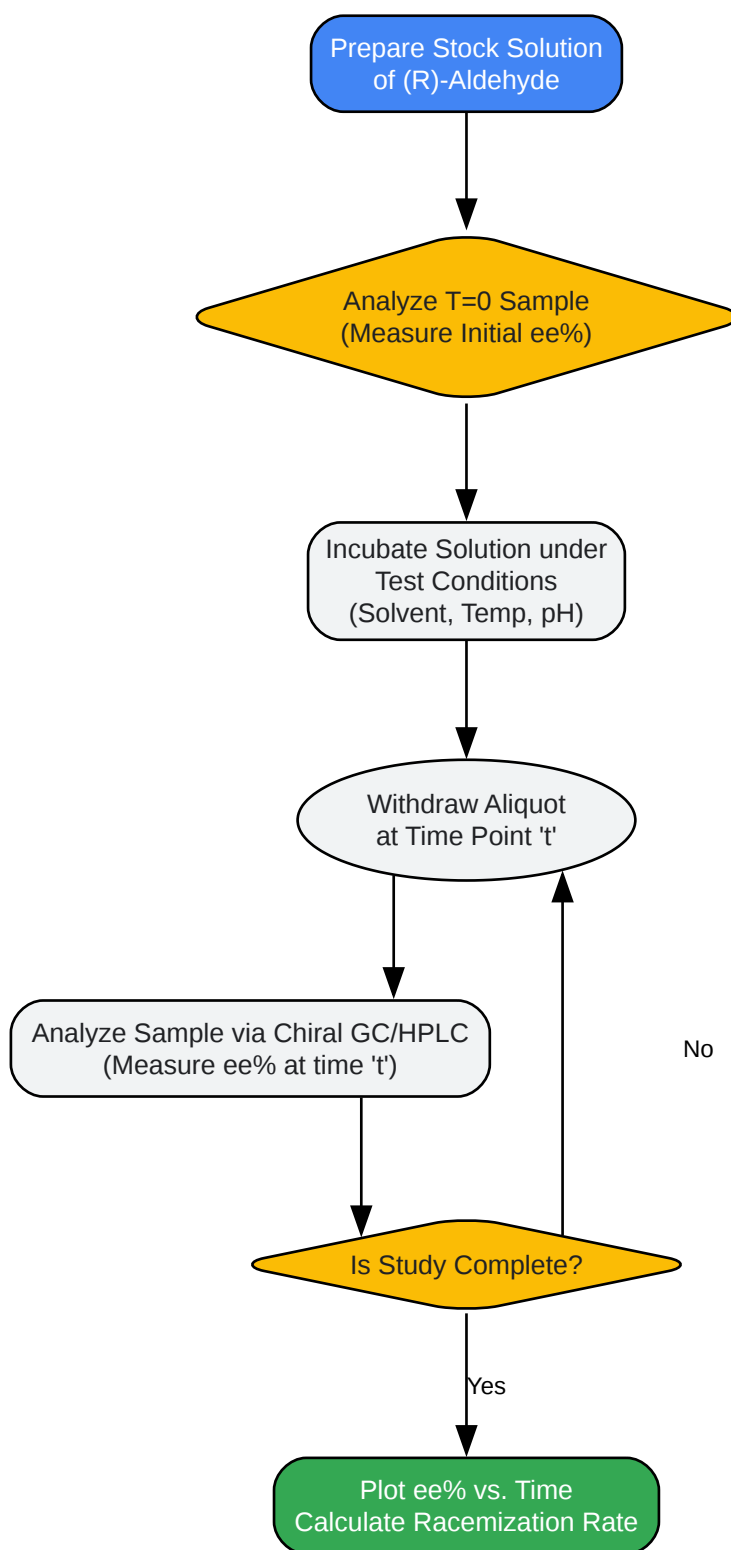 Prepare Stock Solution
of (R)-Aldehyde
Analyze T=0 Sample
(Measure Initial ee%)
Incubate Solution under
Test Conditions
(Solvent, Temp, pH)
Withdraw Aliquot
at Time Point 't'
Analyze Sample via Chiral GC/HPLC
(Measure ee% at time 't')
No
Is Study Complete?
Yes
Plot ee% vs. Time
Calculate Racemization Rate